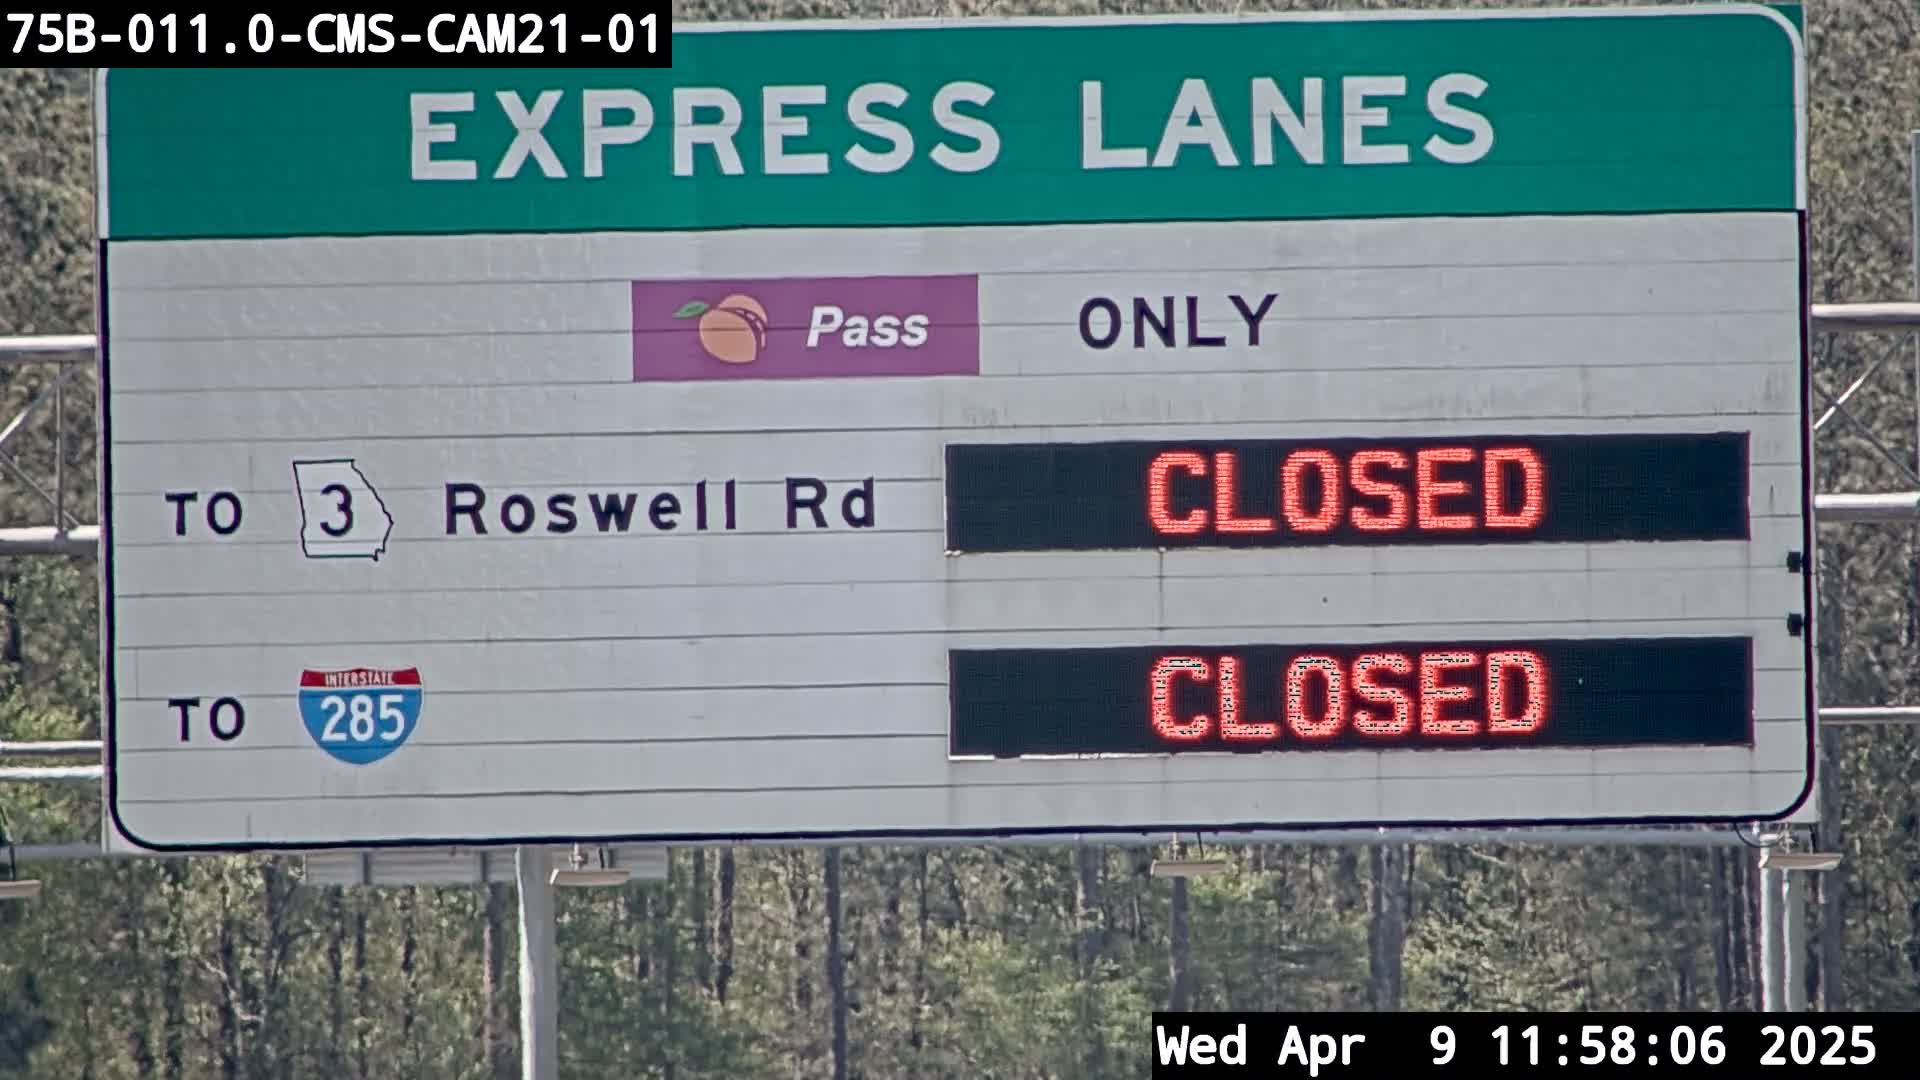 75B-011.0-CMS-CAM21-01
EXPRESS LANES
Pass ONLY
TO 3 Roswell Rd CLOSED
INTERSTATE
TO 285 CLOSED
Wed Apr 9 11:58:06 2025